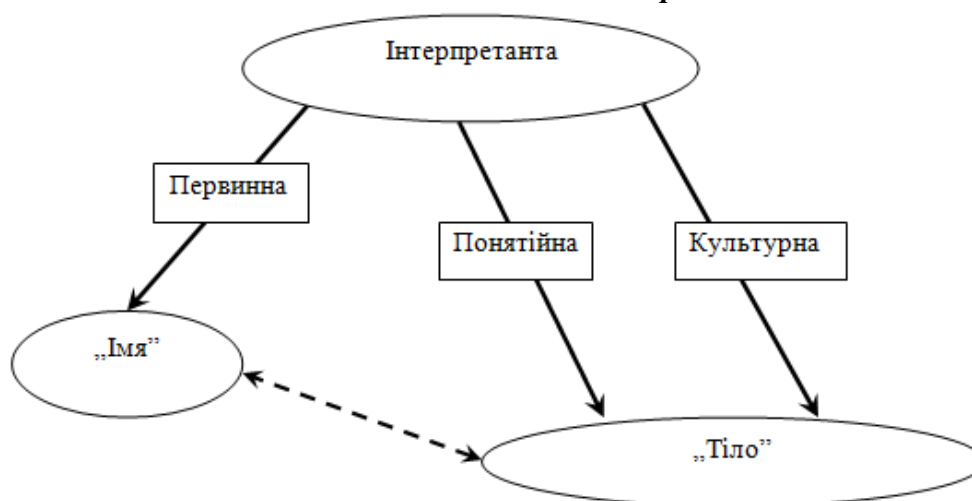 Інтерпретанта
Первинна
Понятійна
Культурна
„Імя”
„Тіло”